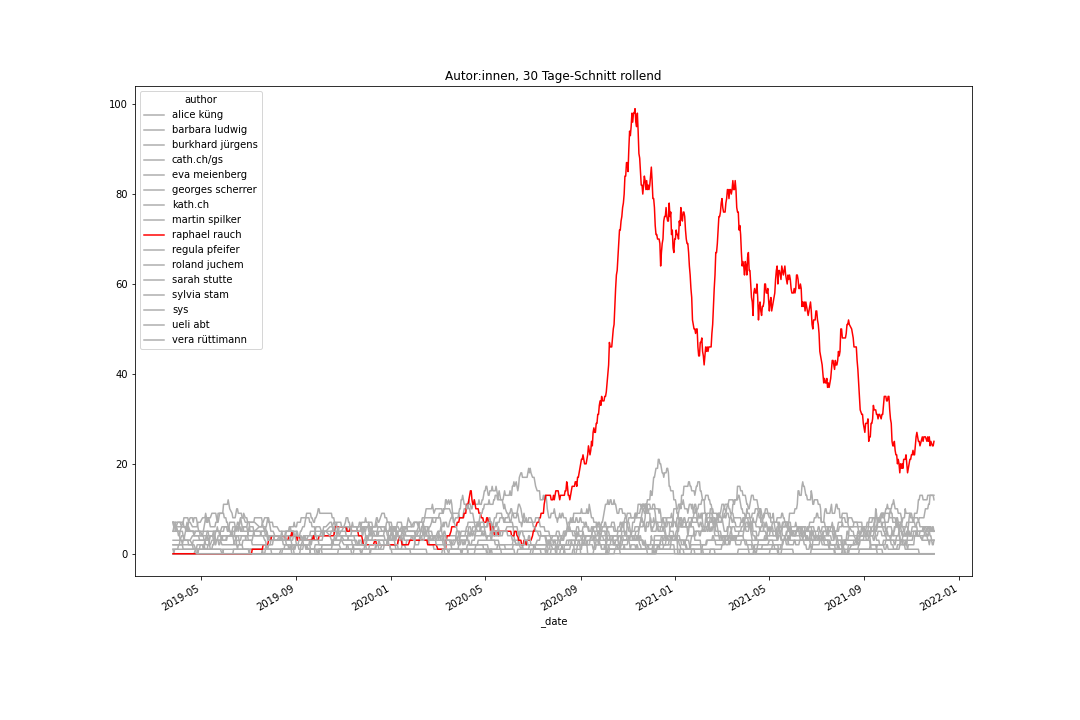 Autor:innen, 30 Tage-Schnitt rollend
author
alice küng
barbara ludwig
burkhard jürgens
cath.ch/gs
eva meienberg
georges scherrer
kath.ch
martin spilker
raphael rauch
regula pfeifer
roland juchem
sarah stutte
sylvia stam
sys
ueli abt
vera rüttimann
100
80
60
40
20
0
2019-05
2019-09
2020-01
2020-05
2020-09
2021-01
2021-05
2021-09
2022-01
_date